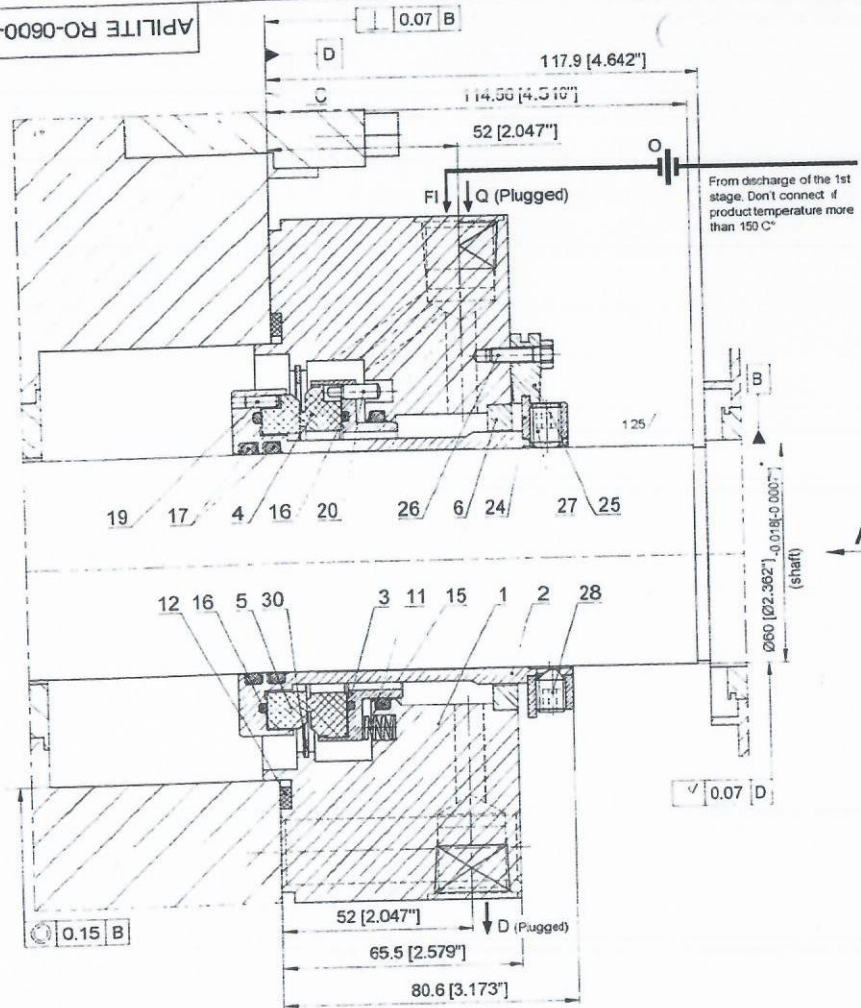 APILITE RO-0600-
⊥ 0.07 B
D
117.9 [4.642"]
C
114.66 [4.510"]
52 [2.047"]
O
FI
Q (Plugged)
From discharge of the 1st
stage. Don't connect if
product temperature more
than 150 C°
B
125
19 17 4 16 20 26 6 24 27 25
Ø60 [Ø2.362"] -0.018[-0.0007"]
(shaft)
12 16 5 30 3 11 15 1 2 28
0.07 D
52 [2.047"]
D (Plugged)
◎ 0.15 B
65.5 [2.579"]
80.6 [3.173"]